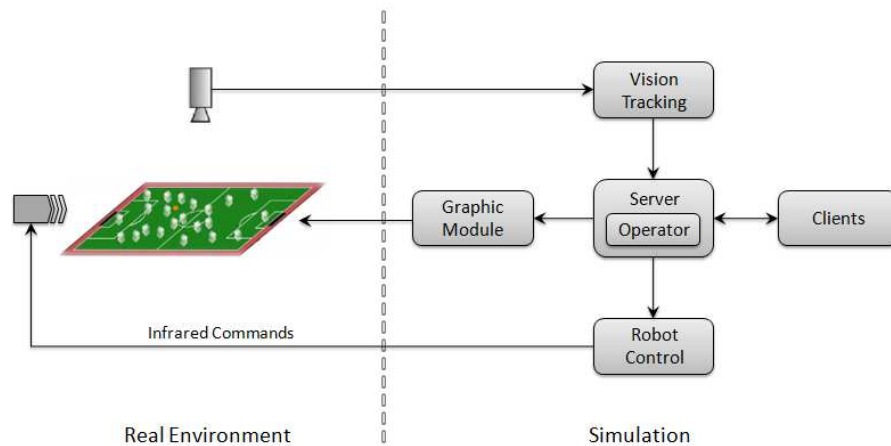 Vision
Tracking
Server
Operator
Graphic
Module
Clients
Infrared Commands
Robot
Control
Real Environment
Simulation